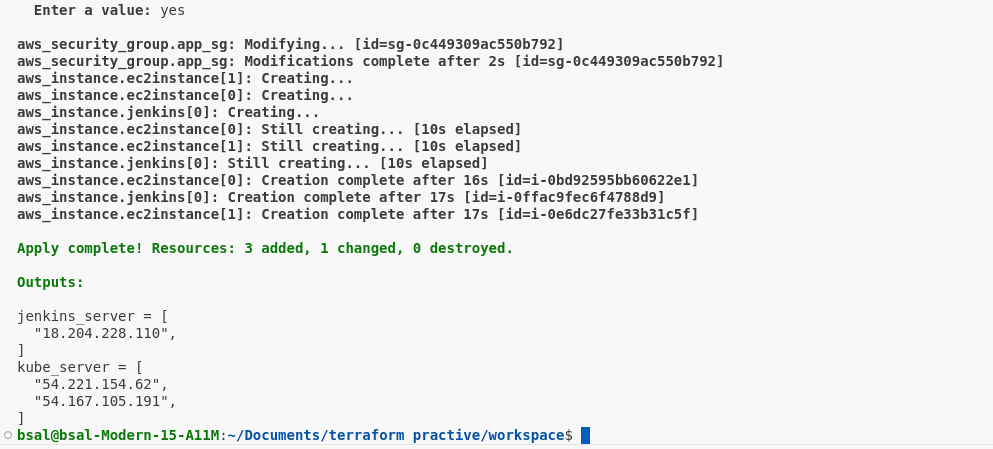 Enter a value: yes
aws_security_group.app_sg: Modifying... [id=sg-0c449309ac550b792]
aws_security_group.app_sg: Modifications complete after 2s [id=sg-0c449309ac550b792]
aws_instance.ec2instance[1]: Creating...
aws_instance.ec2instance[0]: Creating...
aws_instance.jenkins[0]: Creating...
aws_instance.ec2instance[0]: Still creating... [10s elapsed]
aws_instance.ec2instance[1]: Still creating... [10s elapsed]
aws_instance.jenkins[0]: Still creating... [10s elapsed]
aws_instance.ec2instance[0]: Creation complete after 16s [id=i-0bd92595bb60622e1]
aws_instance.jenkins[0]: Creation complete after 17s [id=i-0ffac9fec6f4788d9]
aws_instance.ec2instance[1]: Creation complete after 17s [id=i-0e6dc27fe33b31c5f]
Apply complete! Resources: 3 added, 1 changed, 0 destroyed.
Outputs:
jenkins_server = [
"18.204.228.110",
]
kube_server = [
"54.221.154.62",
"54.167.105.191",
]
bsal@bsal-Modern-15-A11M:~/Documents/terraform practive/workspace$